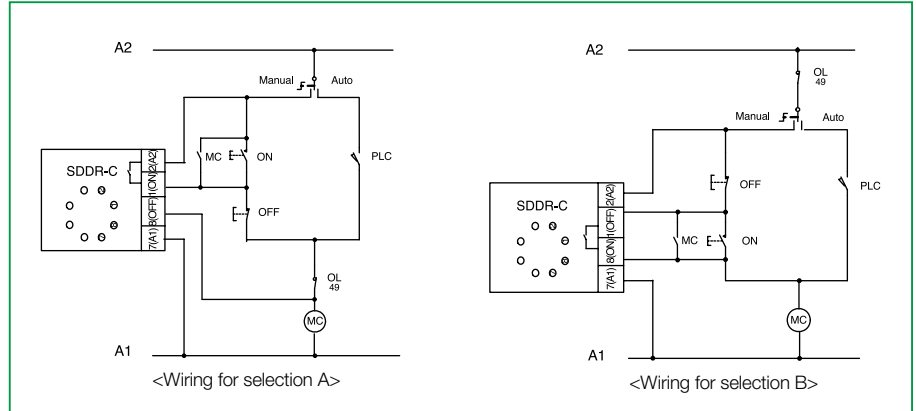 A2
Manual Auto
SDDR-C
2(A2)
1(ON)
8(OFF)
7(A1)
MC ON
PLC
OFF
OL
49
MC
A1
<Wiring for selection A>
A2
OL
49
Manual Auto
SDDR-C
2(A2)
1(OFF)
8(ON)
7(A1)
OFF
PLC
MC ON
MC
A1
<Wiring for selection B>